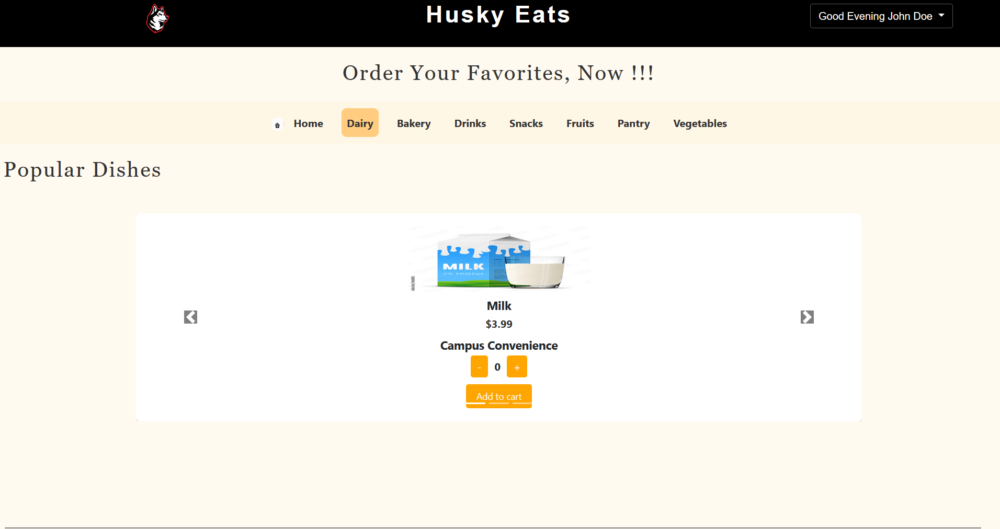 Husky Eats
Good Evening John Doe
Order Your Favorites, Now !!!
Home Dairy Bakery Drinks Snacks Fruits Pantry Vegetables
Popular Dishes
MILK
2% Milkfat
Milk
$3.99
Campus Convenience
- 0 +
Add to cart